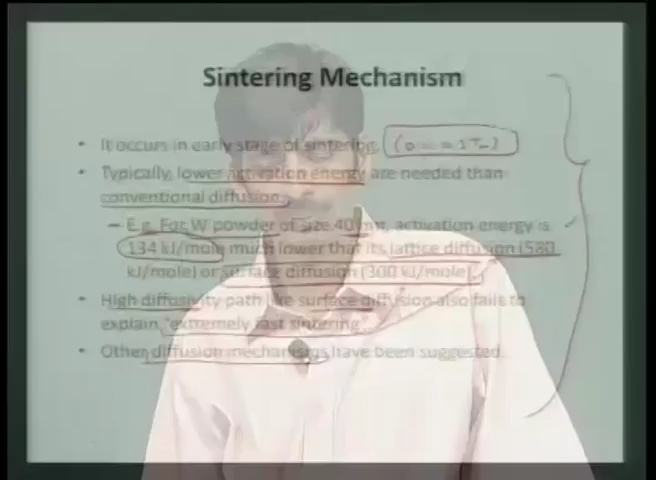 Sintering Mechanism
• It occurs in early stage of sintering.
• Typically, lower activation energy are needed than
conventional diffusion.
– E.g. For W powder of size 40 nm, activation energy is
134 kJ/mole much lower that its lattice diffusion (580
kJ/mole) or surface diffusion (300 kJ/mole).
• High diffusivity path like surface diffusion also fails to
explain "extremely fast sintering"
• Other diffusion mechanisms have been suggested.